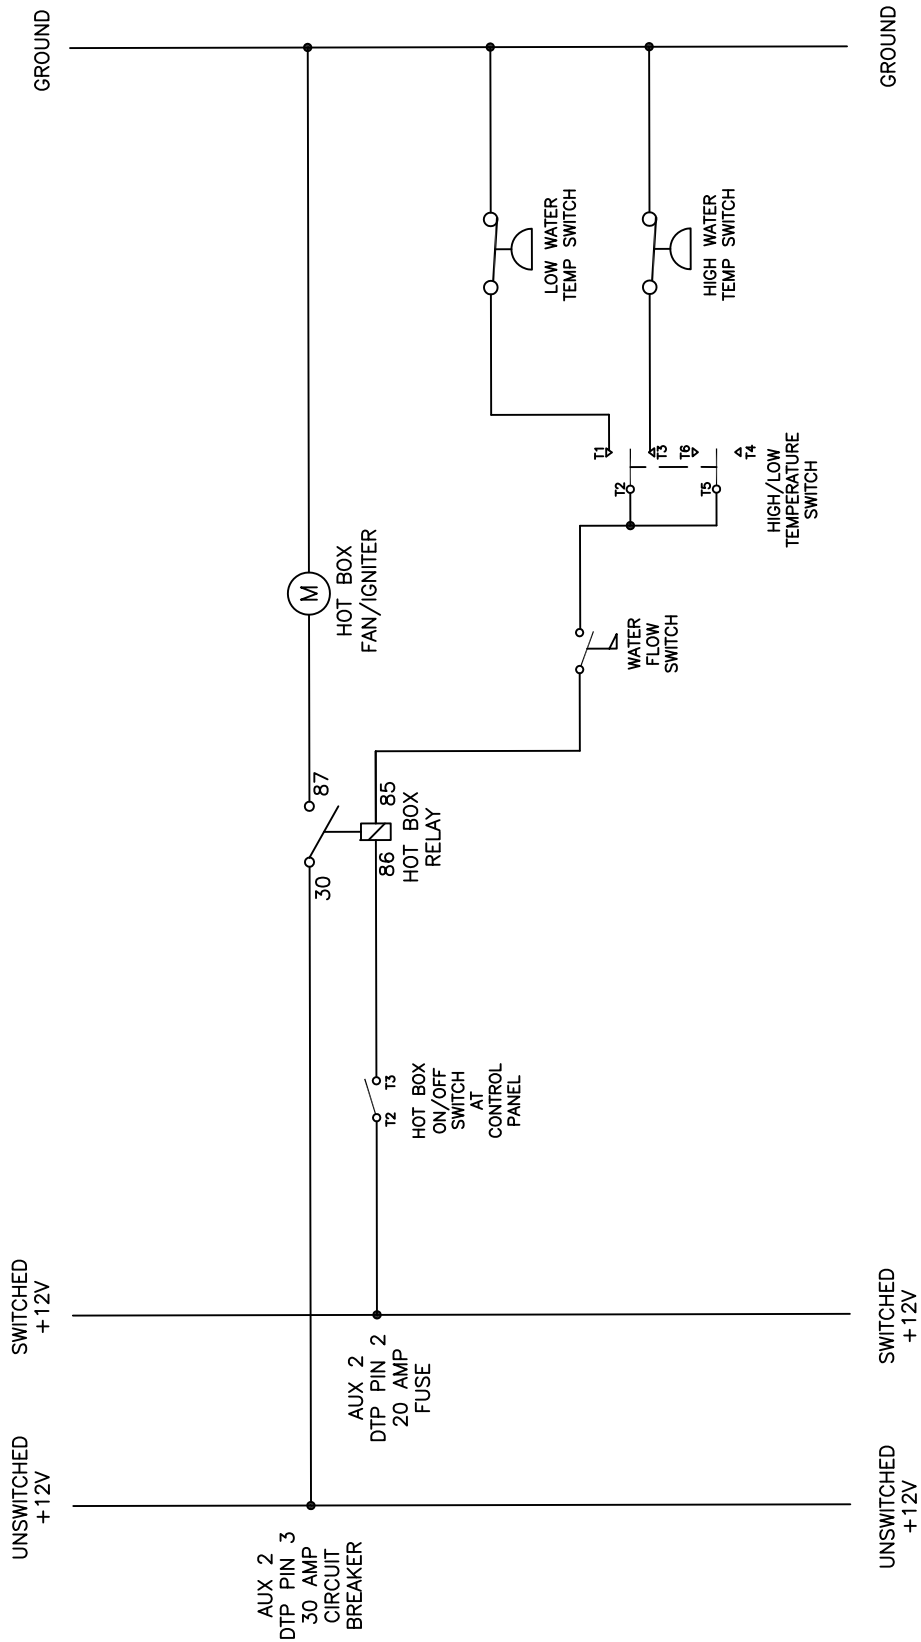 UNSWITCHED
+12V
SWITCHED
+12V
GROUND
AUX 2
DTP PIN 3
30 AMP
CIRCUIT
BREAKER
30
87
M
HOT BOX
FAN/IGNITER
AUX 2
DTP PIN 2
20 AMP
FUSE
T2
T3
HOT BOX
ON/OFF
SWITCH
AT
CONTROL
PANEL
86
85
HOT BOX
RELAY
WATER
FLOW
SWITCH
LOW WATER
TEMP SWITCH
T1
T2
T3
T6
T5
T4
HIGH/LOW
TEMPERATURE
SWITCH
HIGH WATER
TEMP SWITCH
UNSWITCHED
+12V
SWITCHED
+12V
GROUND